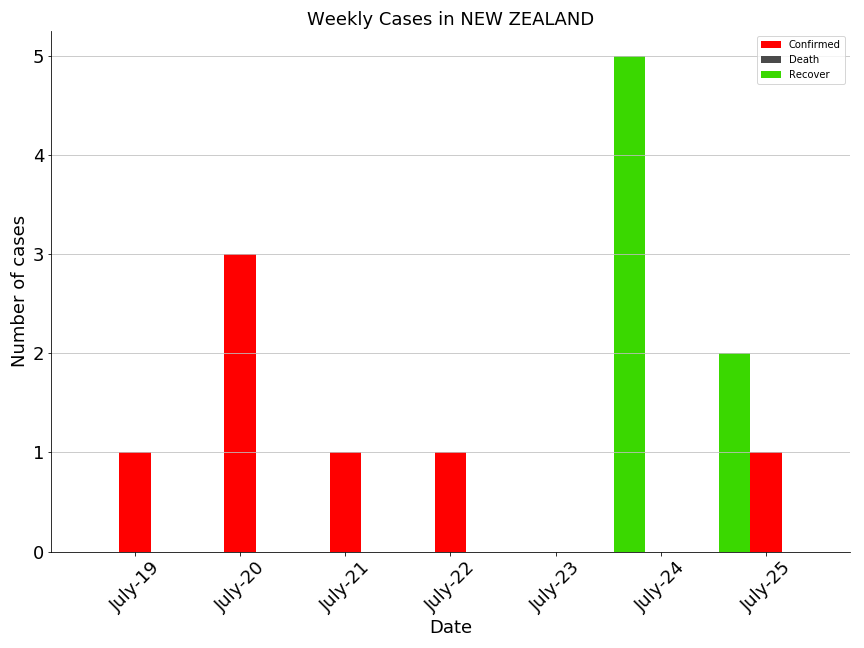 Weekly Cases in NEW ZEALAND
Confirmed
Death
Recover
Number of cases
5
4
3
2
1
0
July-19
July-20
July-21
July-22
July-23
July-24
July-25
Date